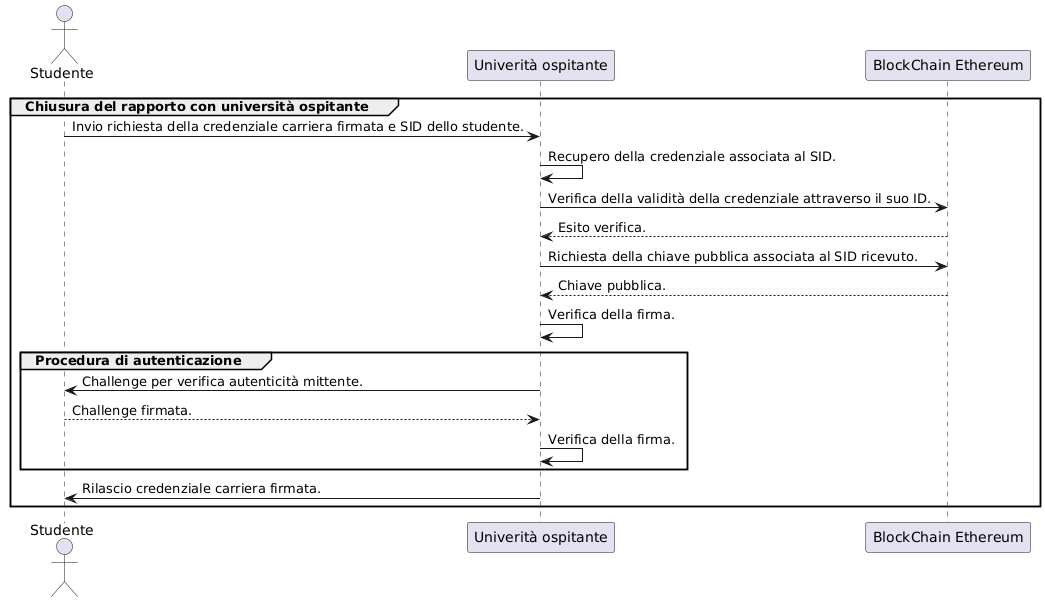 Studente
Univerità ospitante
BlockChain Ethereum
Chiusura del rapporto con università ospitante
Invio richiesta della credenziale carriera firmata e SID dello studente.
Recupero della credenziale associata al SID.
Verifica della validità della credenziale attraverso il suo ID.
Esito verifica.
Richiesta della chiave pubblica associata al SID ricevuto.
Chiave pubblica.
Verifica della firma.
Procedura di autenticazione
Challenge per verifica autenticità mittente.
Challenge firmata.
Verifica della firma.
Rilascio credenziale carriera firmata.
Studente
Univerità ospitante
BlockChain Ethereum